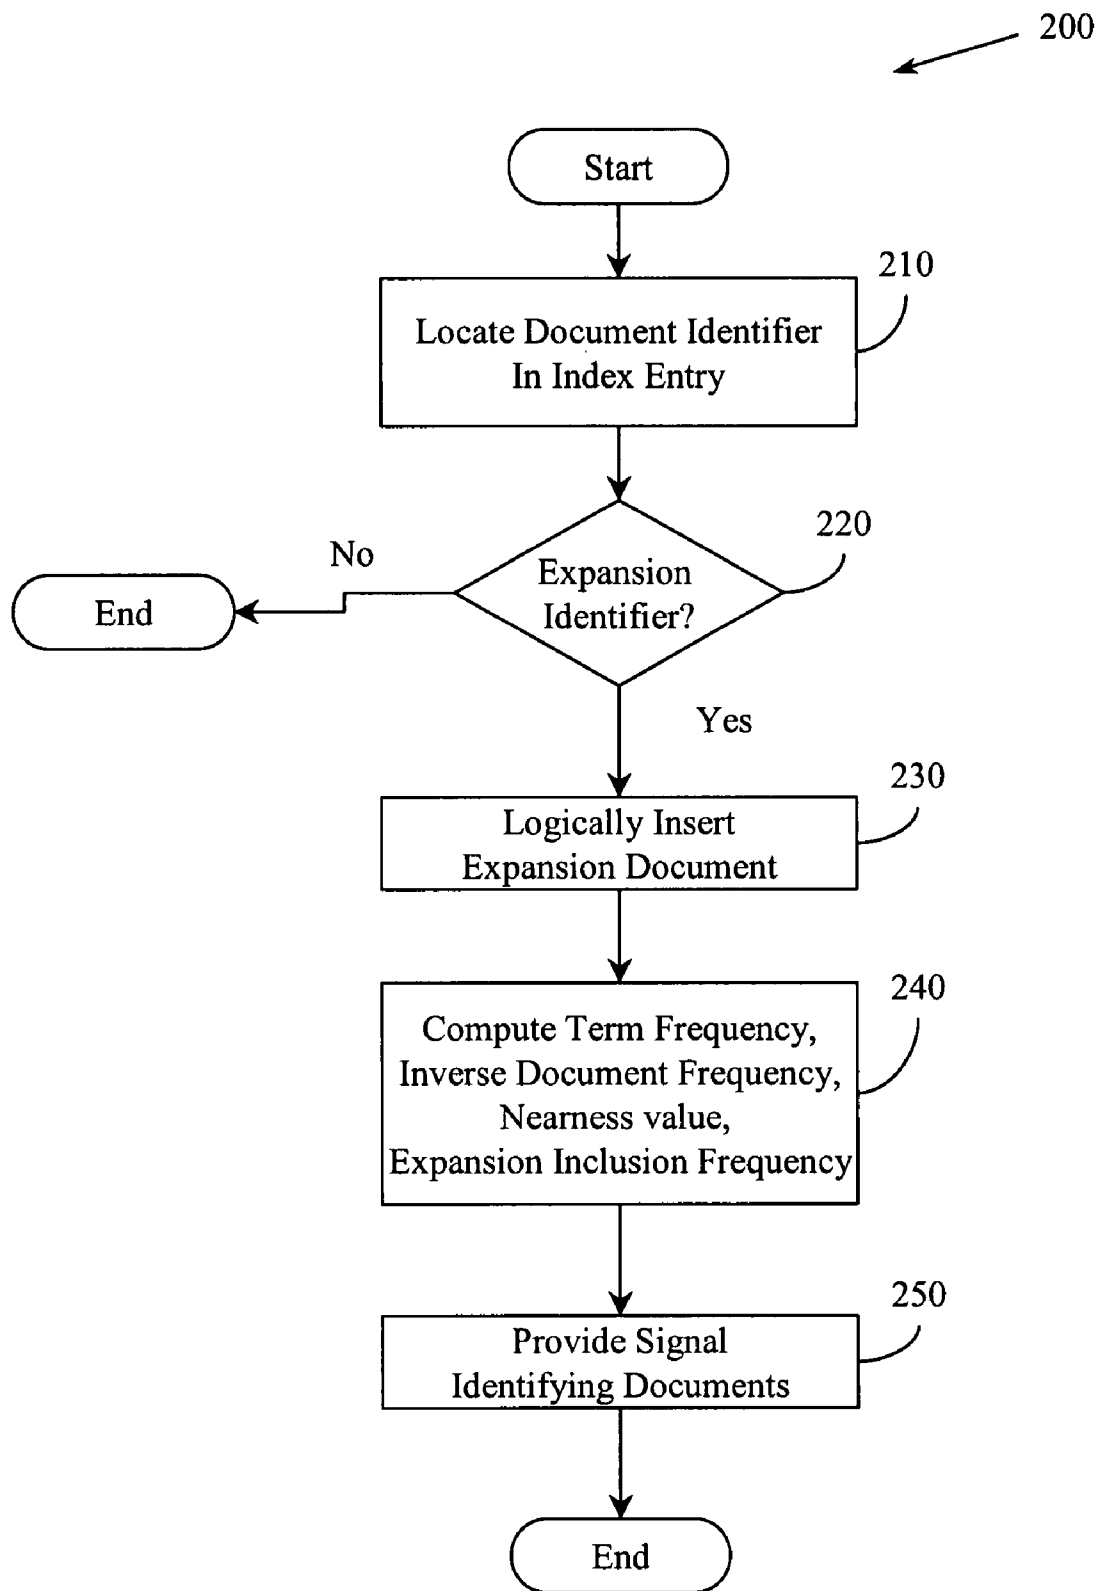 200
Start
210
Locate Document Identifier
In Index Entry
220
No
Expansion
Identifier?
End
Yes
230
Logically Insert
Expansion Document
240
Compute Term Frequency,
Inverse Document Frequency,
Nearness value,
Expansion Inclusion Frequency
250
Provide Signal
Identifying Documents
End